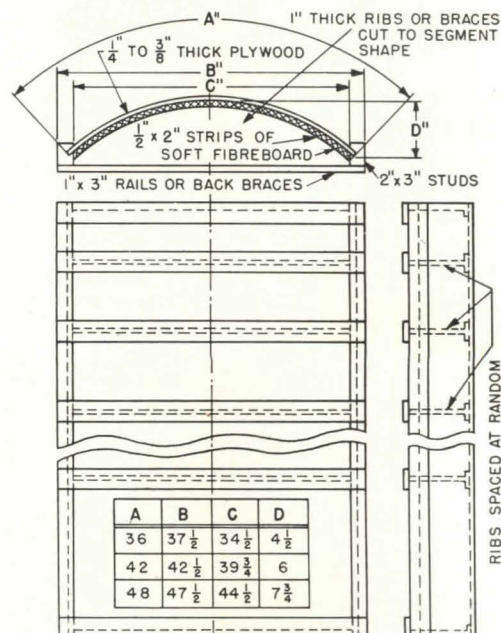 A"
1" THICK RIBS OR BRACES
CUT TO SEGMENT
SHAPE
1/4 TO 3/8" THICK PLYWOOD
B"
C"
D"
1/2" x 2" STRIPS OF
SOFT FIBREBOARD
1" x 3" RAILS OR BACK BRACES
2"x3" STUDS
RIBS SPACED AT RANDOM
A B C D
36 37 1/2 34 1/2 4 1/2
42 42 1/2 39 3/4 6
48 47 1/2 44 1/2 7 3/4